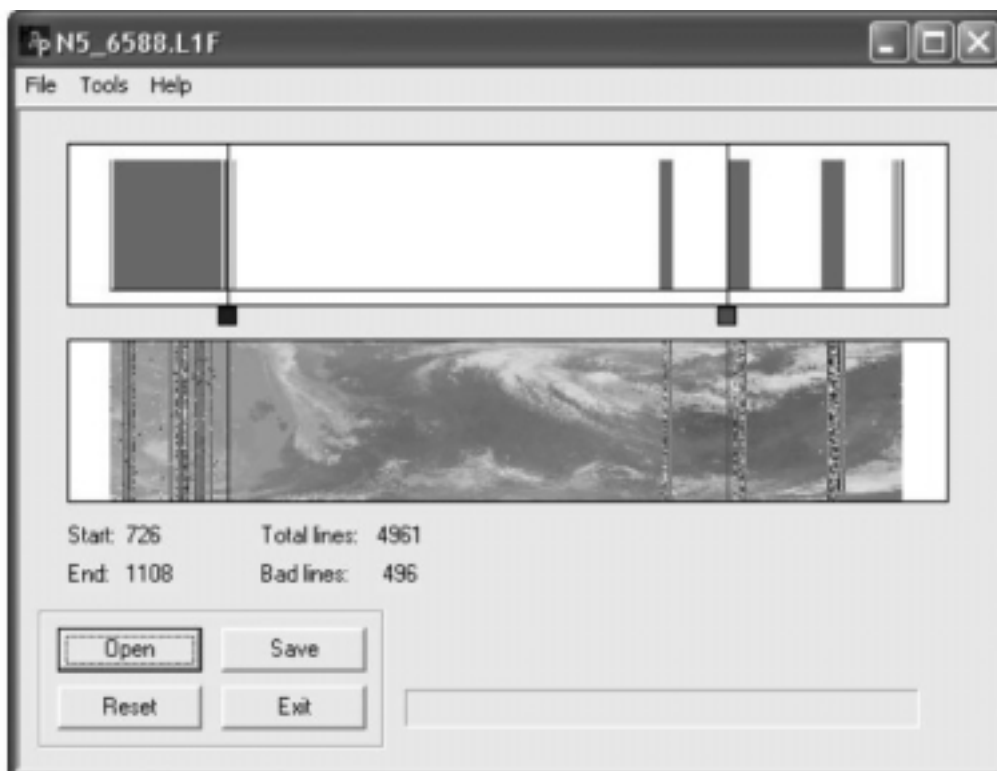 N5_6588.L1F
File Tools Help
Start: 726 Total lines: 4961
End: 1108 Bad lines: 496
Open Save
Reset Exit